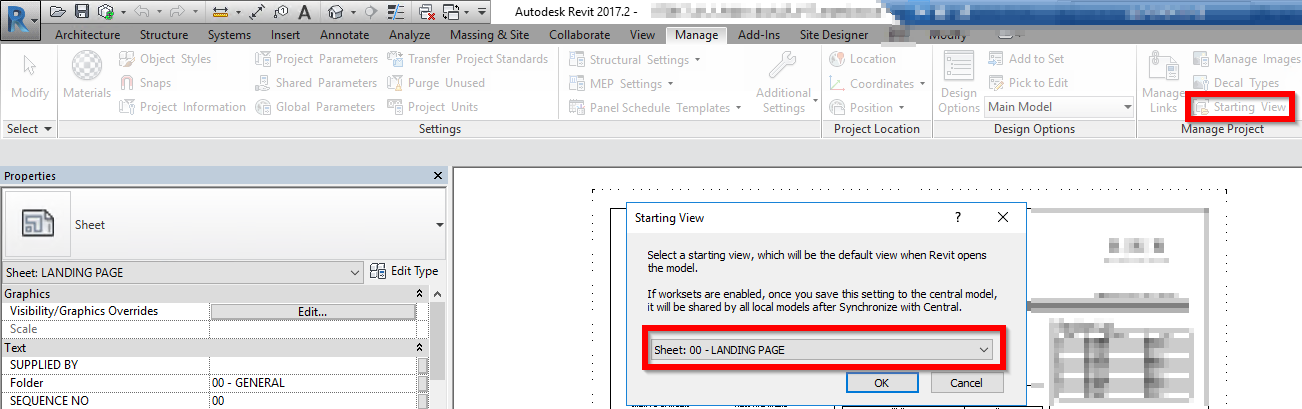 Autodesk Revit 2017.2 -
Architecture Structure Systems Insert Annotate Analyze Massing & Site Collaborate View Manage Add-Ins Site Designer Modify
Object Styles Project Parameters Transfer Project Standards Structural Settings Location Add to Set Manage Images
Snaps Shared Parameters Purge Unused MEP Settings Coordinates Pick to Edit Decal Types
Modify Materials Additional Settings Design Options Manage Links
Project Information Global Parameters Project Units Panel Schedule Templates Position Main Model Starting View
Select Settings Project Location Design Options Manage Project
Properties
Sheet
Sheet: LANDING PAGE Edit Type
Graphics
Visibility/Graphics Overrides Edit...
Scale
Text
SUPPLIED BY
Folder 00 - GENERAL
SEQUENCE NO 00
Starting View ?
Select a starting view, which will be the default view when Revit opens
the model.
If worksets are enabled, once you save this setting to the central model,
it will be shared by all local models after Synchronize with Central.
Sheet: 00 - LANDING PAGE
OK Cancel